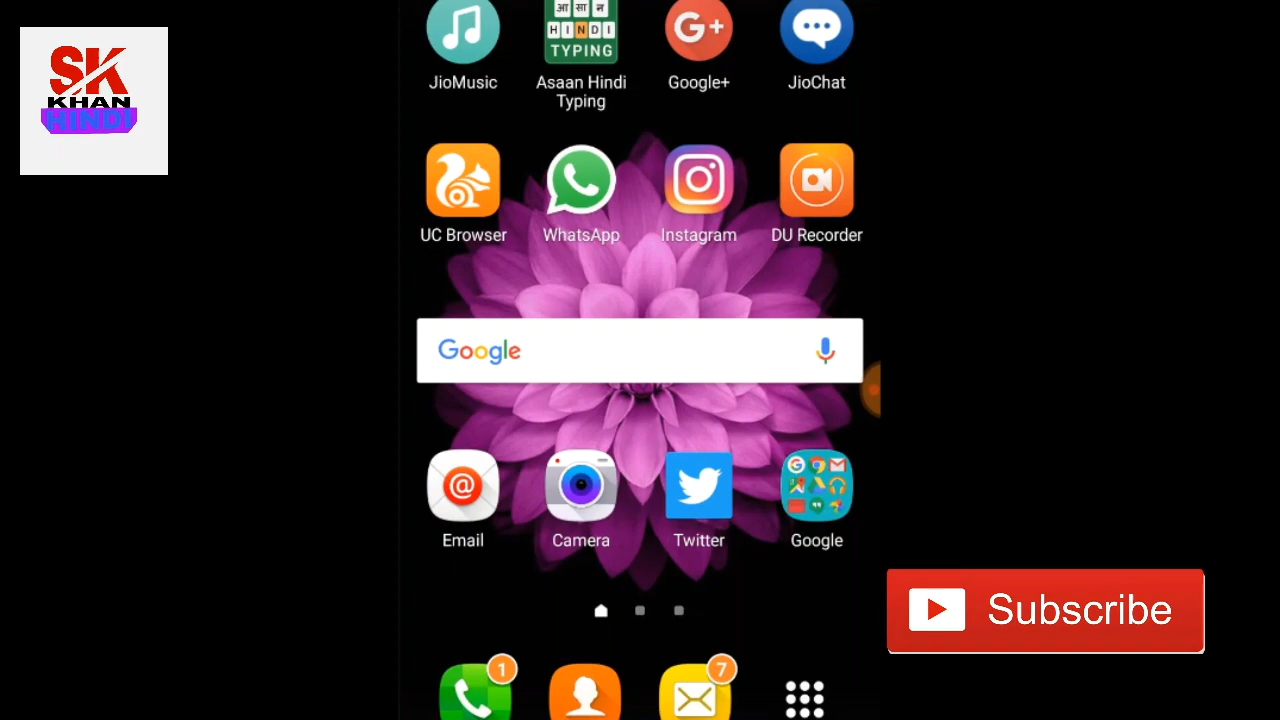 SK
KHAN
HINDI
आ सा न
H I N D I
TYPING
G+
JioMusic
Asaan Hindi
Typing
Google+
JioChat
UC Browser
WhatsApp
Instagram
DU Recorder
Google
@
Email
Camera
Twitter
G
Google
Subscribe
1
7